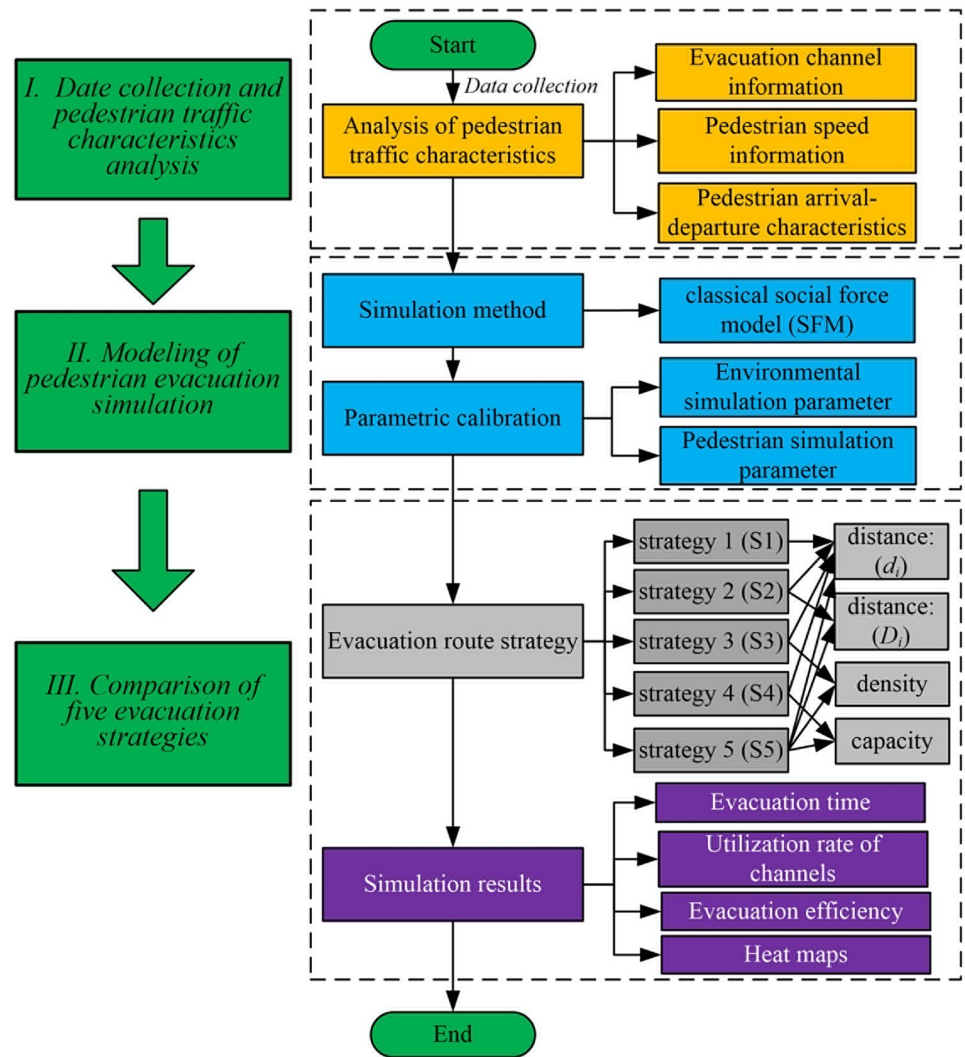 I. Date collection and
pedestrian traffic
characteristics
analysis
II. Modeling of
pedestrian evacuation
simulation
III. Comparison of
five evacuation
strategies
Start
Data collection
Analysis of pedestrian
traffic characteristics
Evacuation channel
information
Pedestrian speed
information
Pedestrian arrival-
departure characteristics
Simulation method
classical social force
model (SFM)
Parametric calibration
Environmental
simulation parameter
Pedestrian simulation
parameter
Evacuation route strategy
strategy 1 (S1)
strategy 2 (S2)
strategy 3 (S3)
strategy 4 (S4)
strategy 5 (S5)
distance:
(di)
distance:
(Di)
density
capacity
Simulation results
Evacuation time
Utilization rate of
channels
Evacuation efficiency
Heat maps
End